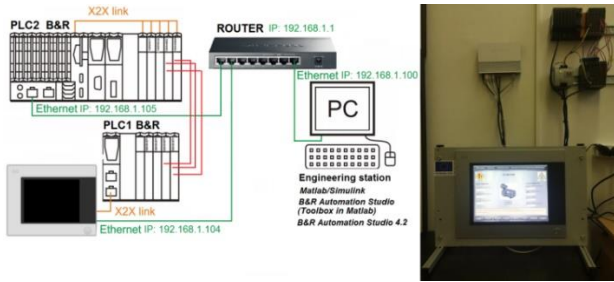 X2X link
PLC2 B&R
ROUTER IP: 192.168.1.1
Ethernet IP: 192.168.1.100
Ethernet IP: 192.168.1.105
PLC1 B&R
PC
X2X link
Ethernet IP: 192.168.1.104
Engineering station
Matlab/Simulink
B&R Automation Studio
(Toolbox in Matlab)
B&R Automation Studio 4.2